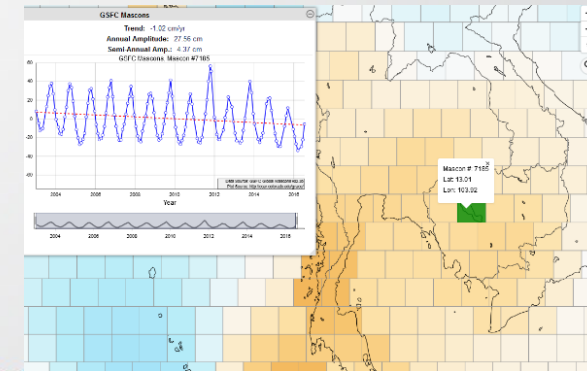 GSFC Mascons
Trend: -1.02 cm/yr
Annual Amplitude: 27.56 cm
Semi-Annual Amp.: 4.37 cm
GSFC Mascons, Mascon #7185
60
40
20
0
-20
-40
-60
2004 2006 2008 2010 2012 2014 2016
Year
2004 2006 2008 2010 2012 2014 2016
Mascon # 7185
Lat: 13.01
Lon: 103.92